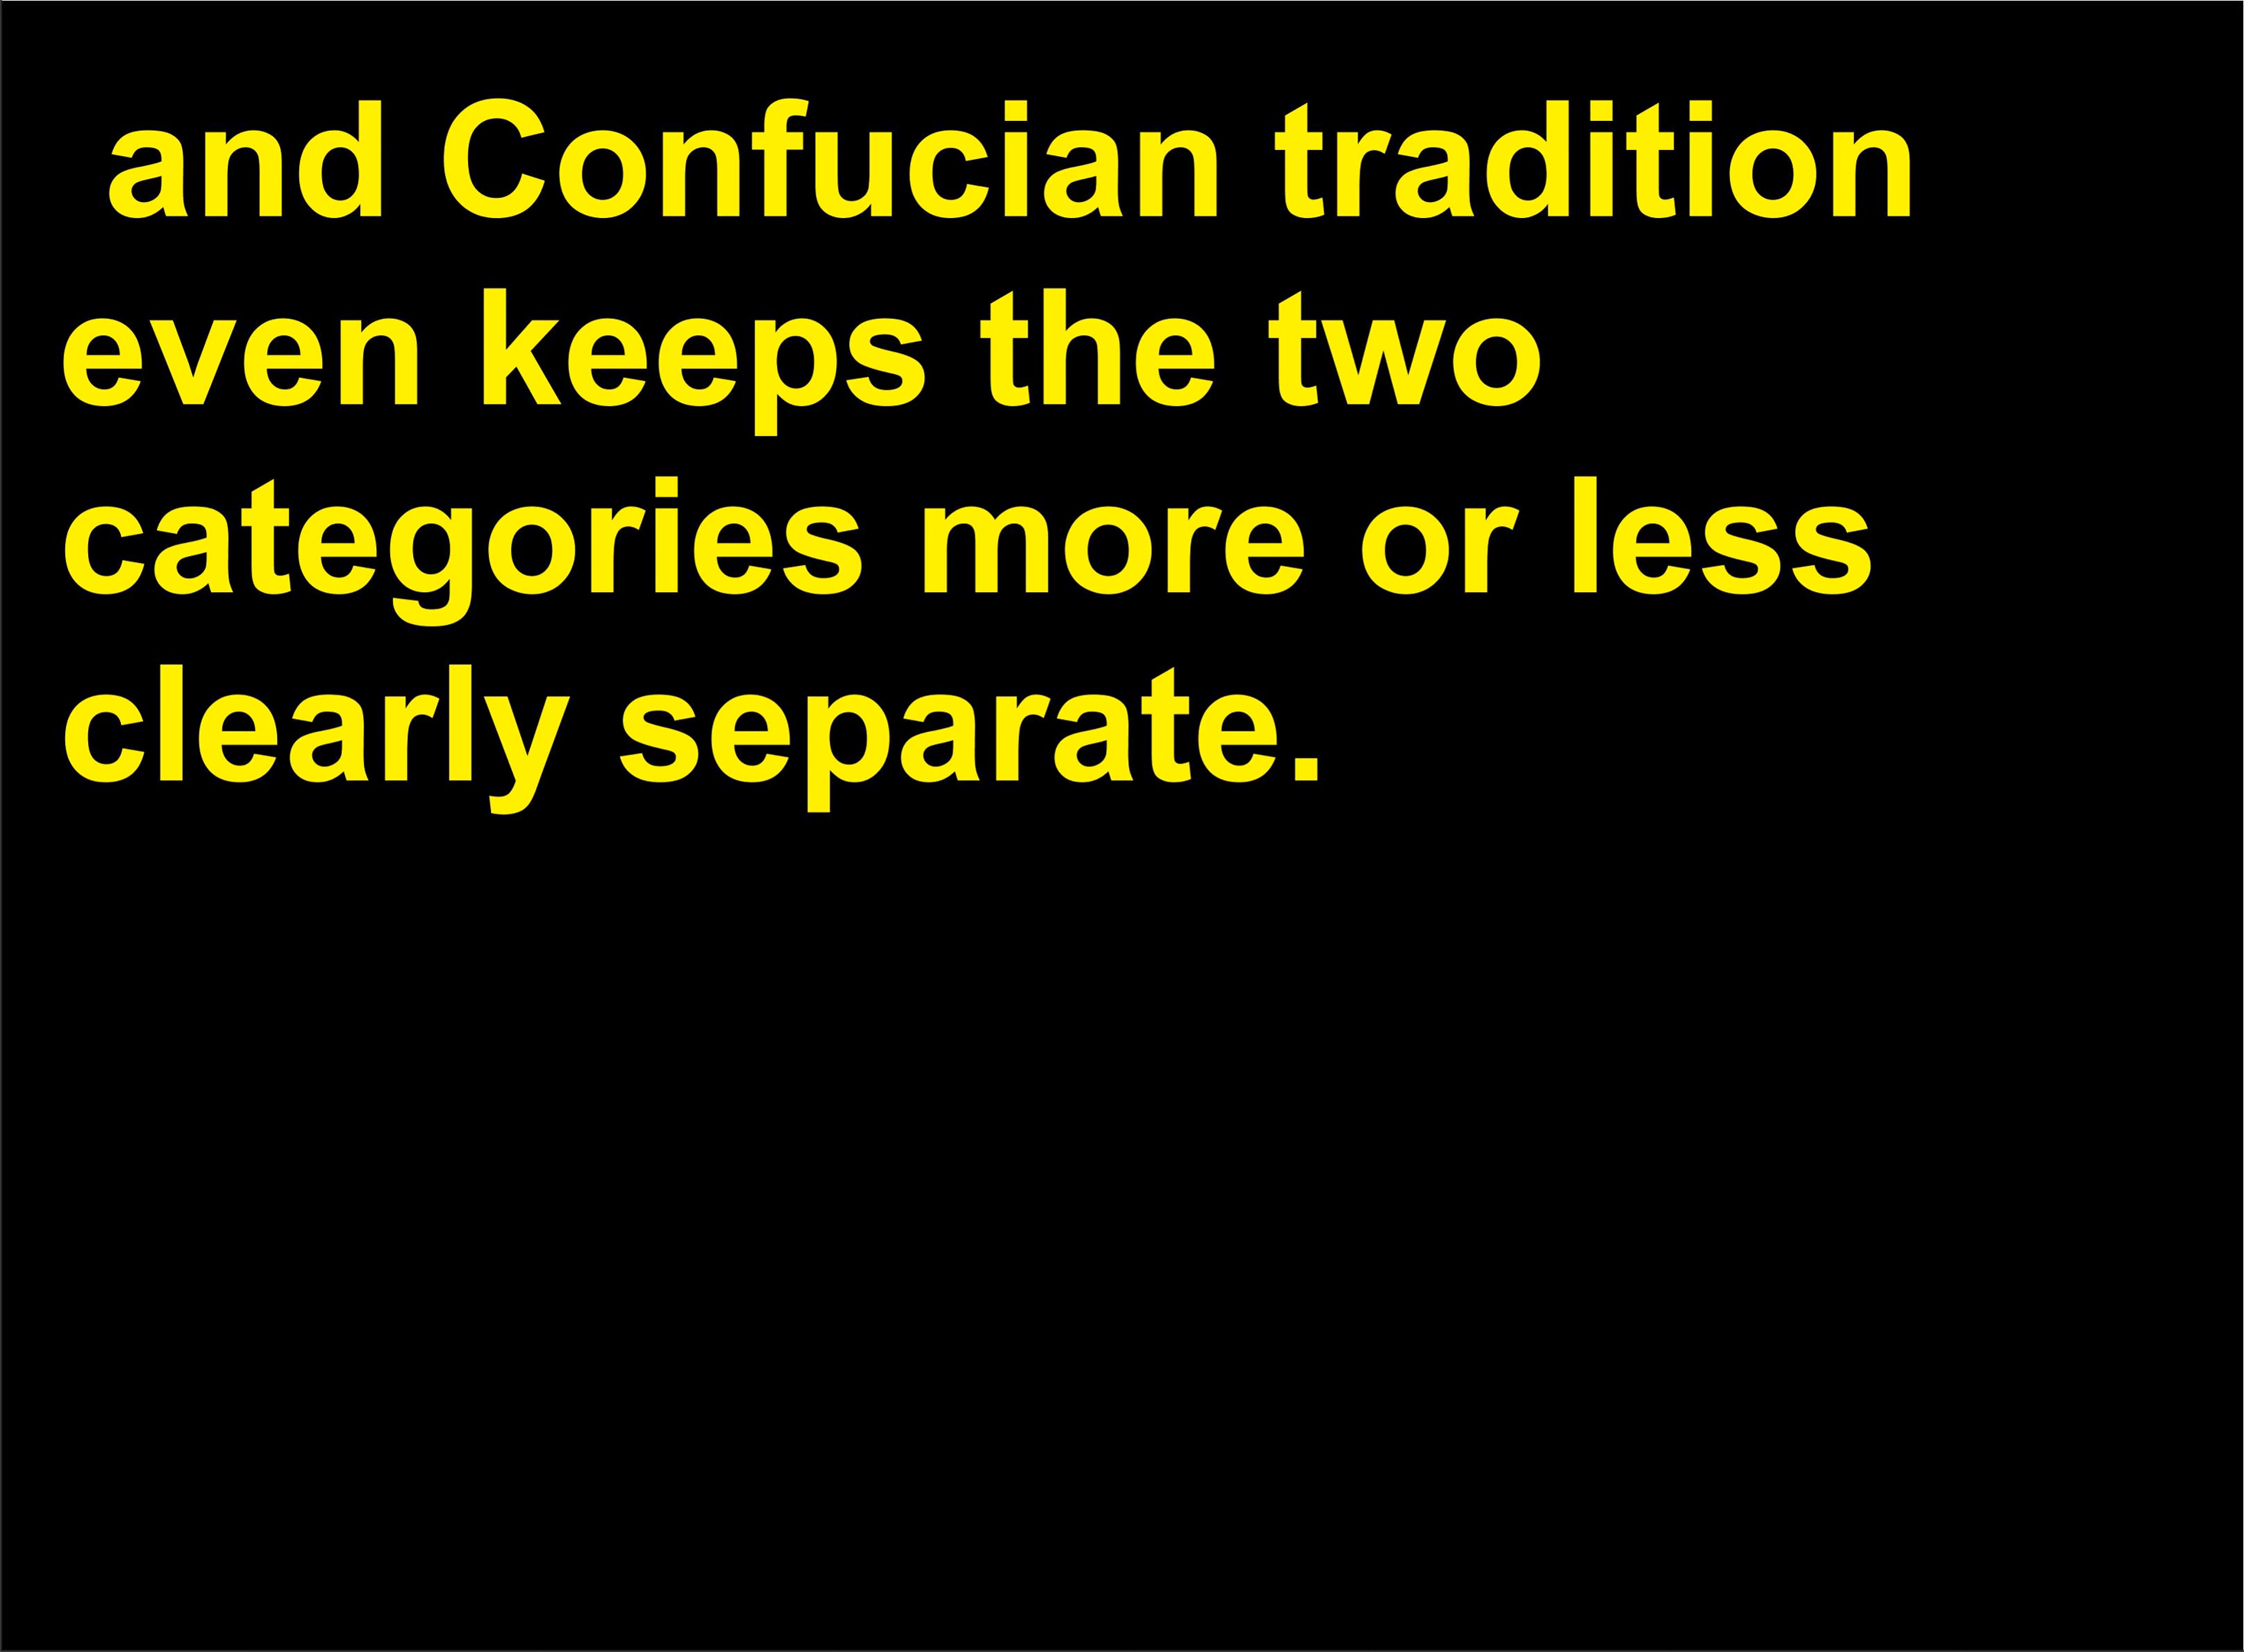 and Confucian tradition
even keeps the two
categories more or less
clearly separate.